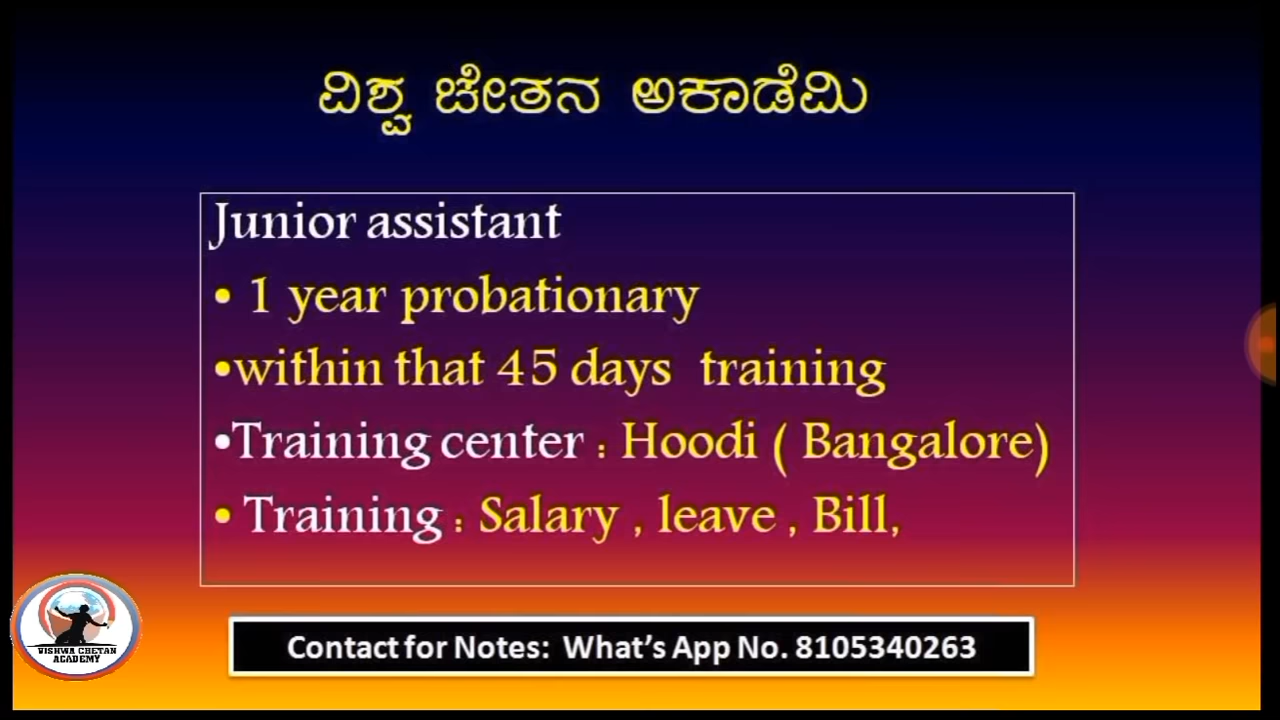 ವಿಶ್ವ ಚೇತನ ಅಕಾಡೆಮಿ
Junior assistant
• 1 year probationary
•within that 45 days training
•Training center : Hoodi ( Bangalore)
• Training : Salary , leave , Bill,
VISHWA CHETAN
ACADEMY
Contact for Notes: What's App No. 8105340263